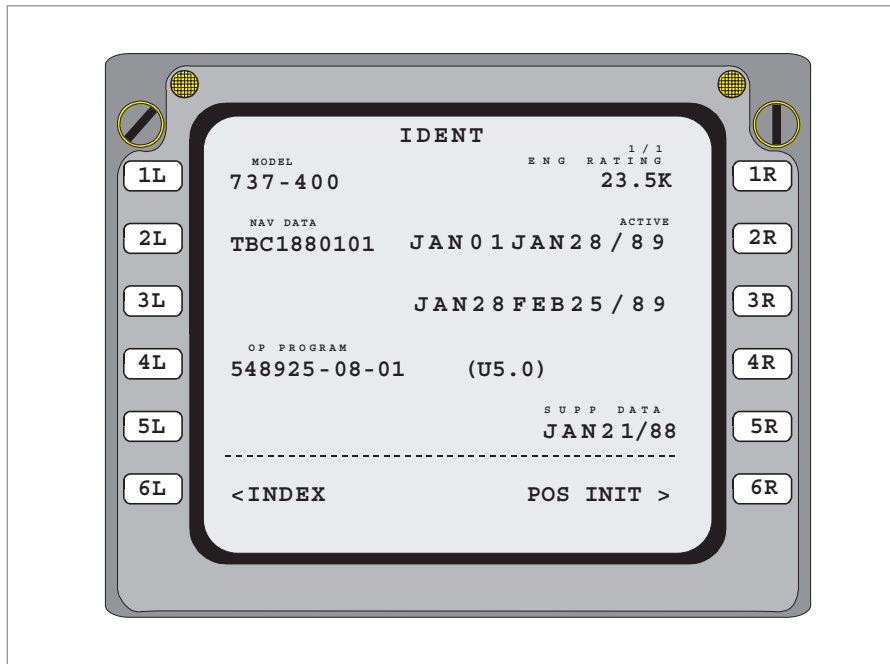 IDENT
1/1
MODEL ENG RATING
1L 737-400 23.5K 1R
NAV DATA ACTIVE
2L TBC1880101 JAN01JAN28/89 2R
3L JAN28FEB25/89 3R
OP PROGRAM
4L 548925-08-01 (U5.0) 4R
SUPP DATA
5L JAN21/88 5R
------------------------------------------------
6L <INDEX POS INIT > 6R